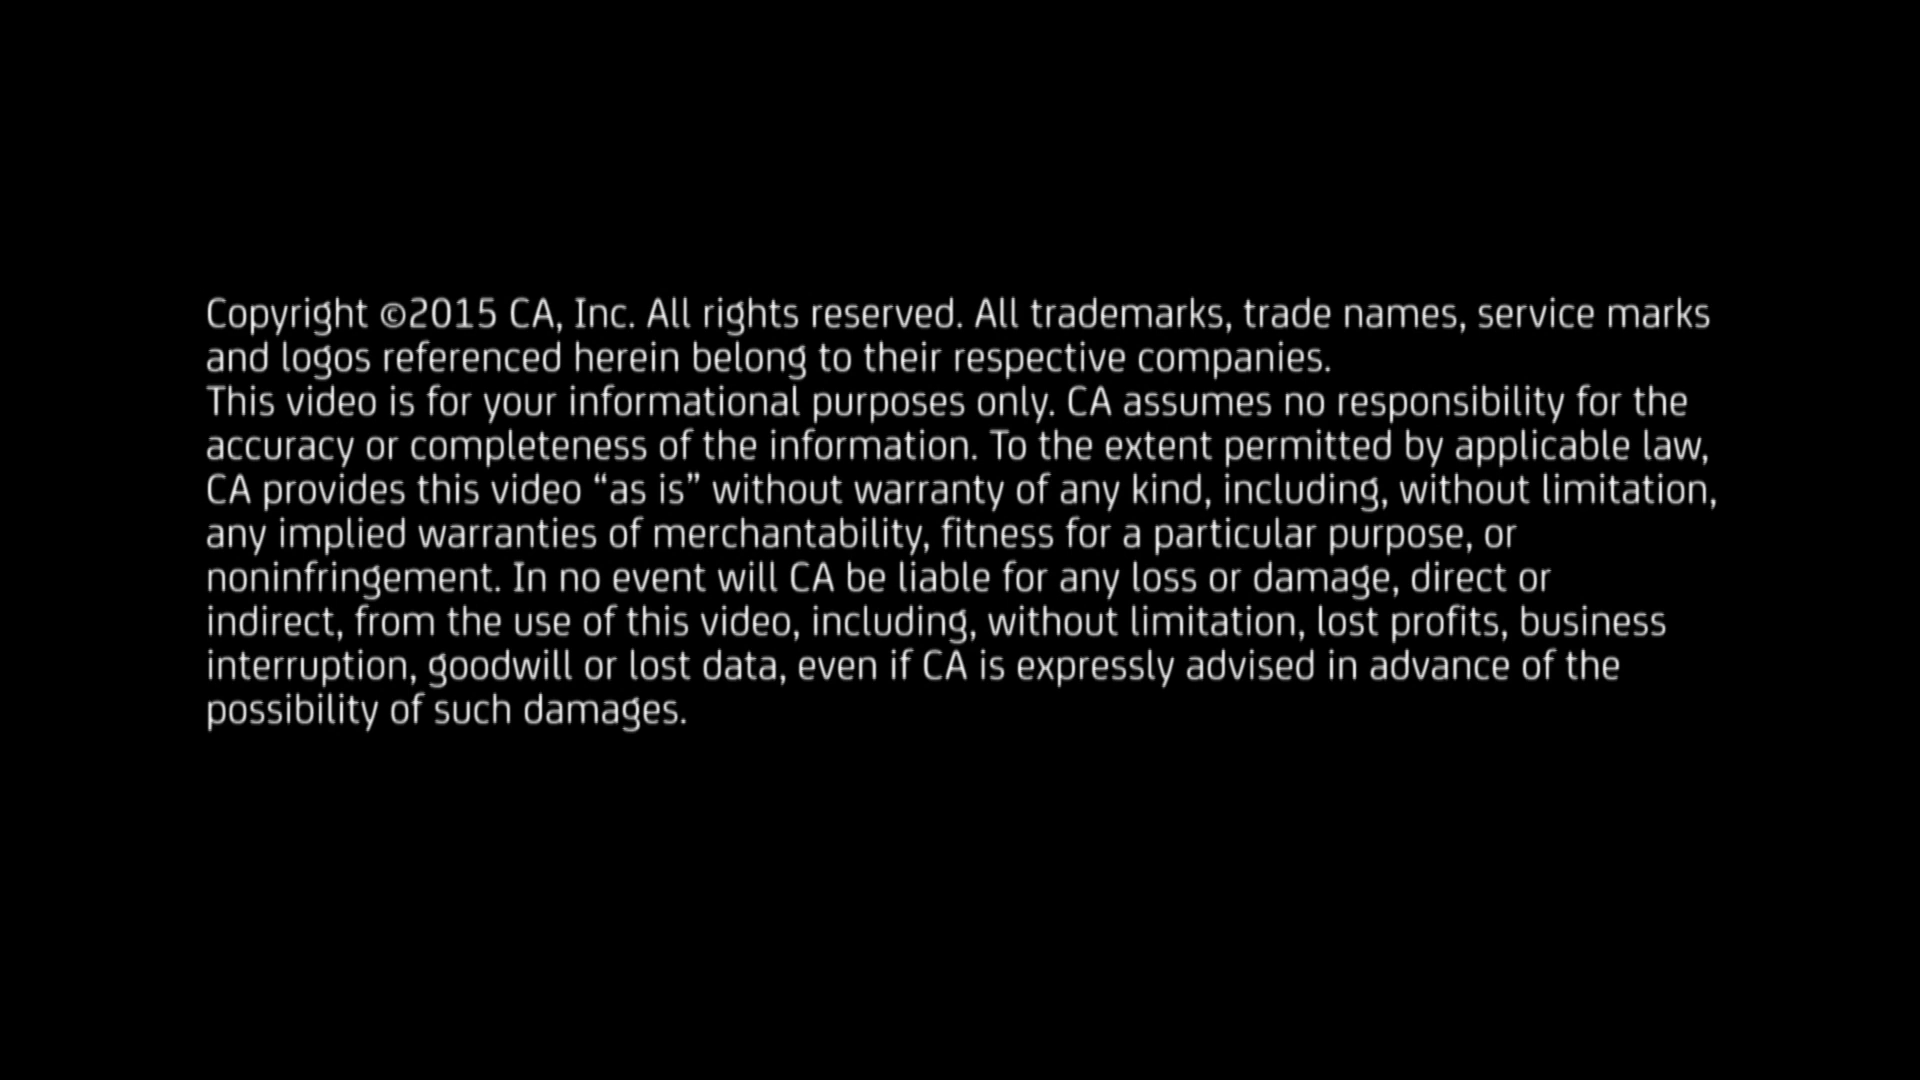 Copyright ©2015 CA, Inc. All rights reserved. All trademarks, trade names, service marks
and logos referenced herein belong to their respective companies.
This video is for your informational purposes only. CA assumes no responsibility for the
accuracy or completeness of the information. To the extent permitted by applicable law,
CA provides this video “as is” without warranty of any kind, including, without limitation,
any implied warranties of merchantability, fitness for a particular purpose, or
noninfringement. In no event will CA be liable for any loss or damage, direct or
indirect, from the use of this video, including, without limitation, lost profits, business
interruption, goodwill or lost data, even if CA is expressly advised in advance of the
possibility of such damages.